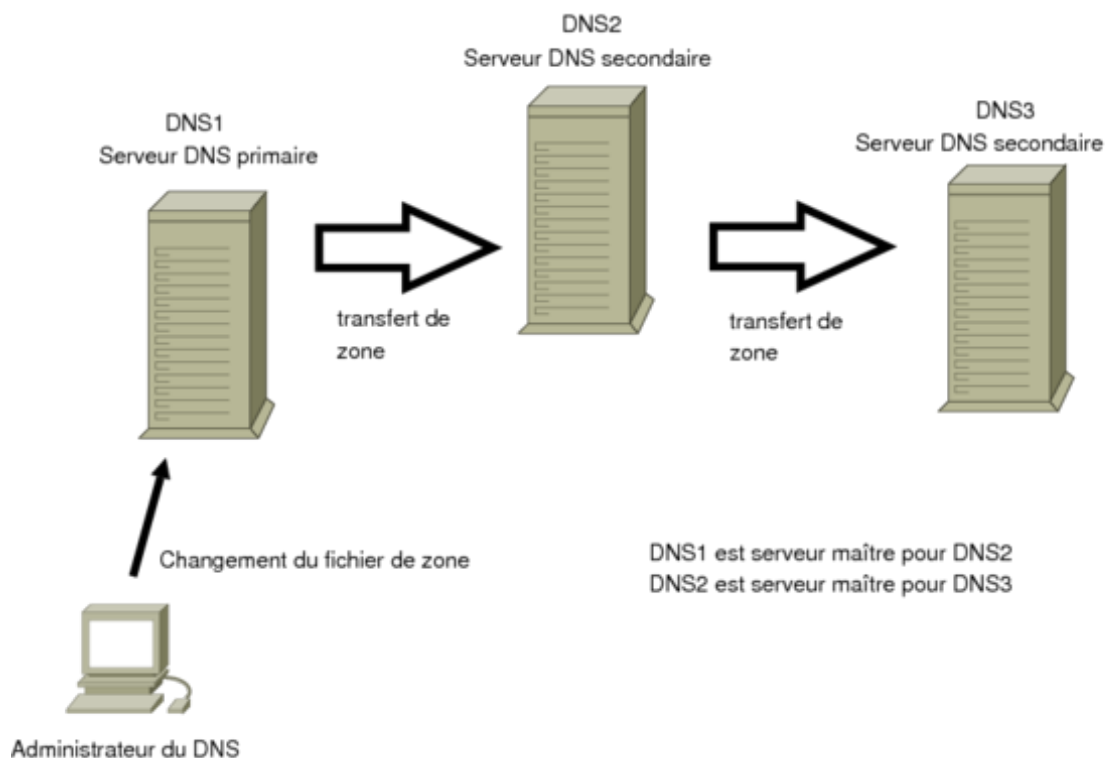 DNS2
Serveur DNS secondaire
DNS1
Serveur DNS primaire
DNS3
Serveur DNS secondaire
transfert de
zone
transfert de
zone
Changement du fichier de zone
DNS1 est serveur maître pour DNS2
DNS2 est serveur maître pour DNS3
Administrateur du DNS